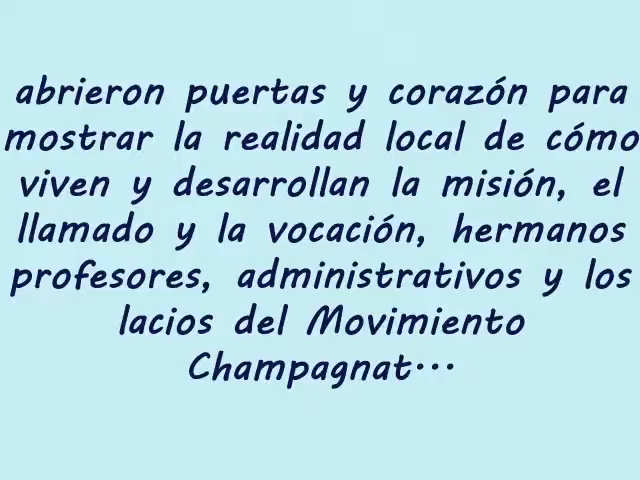 abrieron puertas y corazón para
mostrar la realidad local de cómo
viven y desarrollan la misión, el
llamado y la vocación, hermanos
profesores, administrativos y los
lacios del Movimiento
Champagnat...